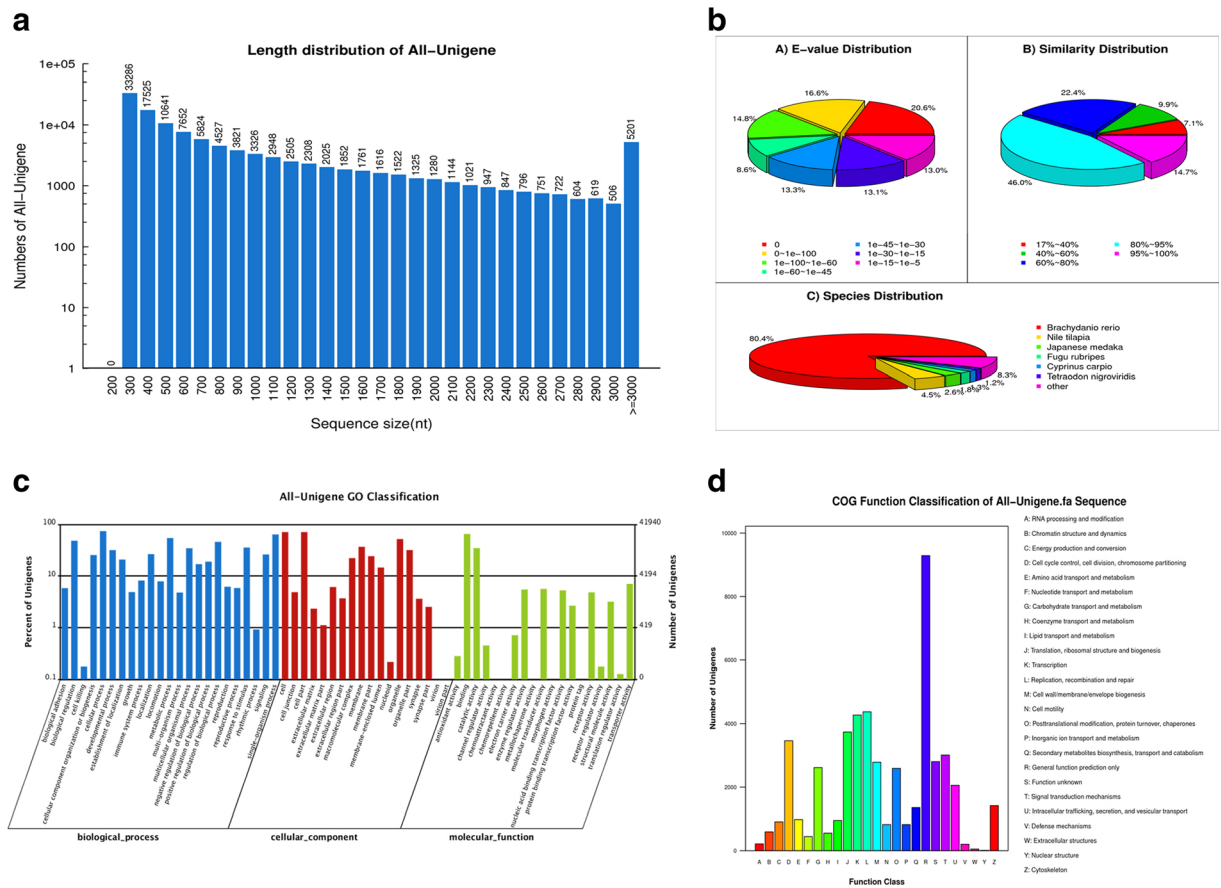 a
Length distribution of All-Unigene
Numbers of All-Unigene
1e+05
1e+04
1000
100
10
1
0
33286
17525
10641
7652
5824
4527
3821
3326
2948
2505
2308
2025
1852
1761
1616
1522
1325
1280
1144
1021
947
847
796
751
722
604
619
506
5201
200
300
400
500
600
700
800
900
1000
1100
1200
1300
1400
1500
1600
1700
1800
1900
2000
2100
2200
2300
2400
2500
2600
2700
2800
2900
3000
>=3000
Sequence size(nt)
b
A) E-value Distribution
16.6%
20.6%
14.8%
8.6%
13.3%
13.1%
13.0%
0
0~1e-100
1e-100~1e-60
1e-60~1e-45
1e-45~1e-30
1e-30~1e-15
1e-15~1e-5
B) Similarity Distribution
22.4%
9.9%
7.1%
46.0%
14.7%
17%~40%
40%~60%
60%~80%
80%~95%
95%~100%
C) Species Distribution
80.4%
4.5%
2.6%
1.8%
1.3%
1.2%
8.3%
Brachydanio rerio
Nile tilapia
Japanese medaka
Fugu rubripes
Cyprinus carpio
Tetraodon nigroviridis
other
c
All-Unigene GO Classification
Percent of Unigenes
100
10
1
0.1
41940
4194
419
0
Number of Unigenes
biological adhesion
biological regulation
cell killing
cellular component organization or biogenesis
cellular process
developmental process
establishment of localization
growth
immune system process
localization
locomotion
metabolic process
multi-organism process
multicellular organismal process
negative regulation of biological process
positive regulation of biological process
regulation of biological process
reproduction
reproductive process
response to stimulus
rhythmic process
signaling
single-organism process
cell
cell junction
cell part
extracellular matrix
extracellular matrix part
extracellular region
extracellular region part
macromolecular complex
membrane
membrane part
membrane-enclosed lumen
nucleoid
organelle
organelle part
synapse
synapse part
virion
virion part
antioxidant activity
binding
catalytic activity
channel regulator activity
chemoattractant activity
chemorepellent activity
electron carrier activity
enzyme regulator activity
metallochaperone activity
molecular transducer activity
morphogen activity
nucleic acid binding transcription factor activity
protein binding transcription factor activity
protein tag
receptor activity
receptor regulator activity
structural molecule activity
translation regulator activity
transporter activity
biological_process
cellular_component
molecular_function
d
COG Function Classification of All-Unigene.fa Sequence
Number of Unigenes
10000
8000
6000
4000
2000
0
A B C D E F G H I J K L M N O P Q R S T U V W Y Z
Function Class
A: RNA processing and modification
B: Chromatin structure and dynamics
C: Energy production and conversion
D: Cell cycle control, cell division, chromosome partitioning
E: Amino acid transport and metabolism
F: Nucleotide transport and metabolism
G: Carbohydrate transport and metabolism
H: Coenzyme transport and metabolism
I: Lipid transport and metabolism
J: Translation, ribosomal structure and biogenesis
K: Transcription
L: Replication, recombination and repair
M: Cell wall/membrane/envelope biogenesis
N: Cell motility
O: Posttranslational modification, protein turnover, chaperones
P: Inorganic ion transport and metabolism
Q: Secondary metabolites biosynthesis, transport and catabolism
R: General function prediction only
S: Function unknown
T: Signal transduction mechanisms
U: Intracellular trafficking, secretion, and vesicular transport
V: Defense mechanisms
W: Extracellular structures
Y: Nuclear structure
Z: Cytoskeleton